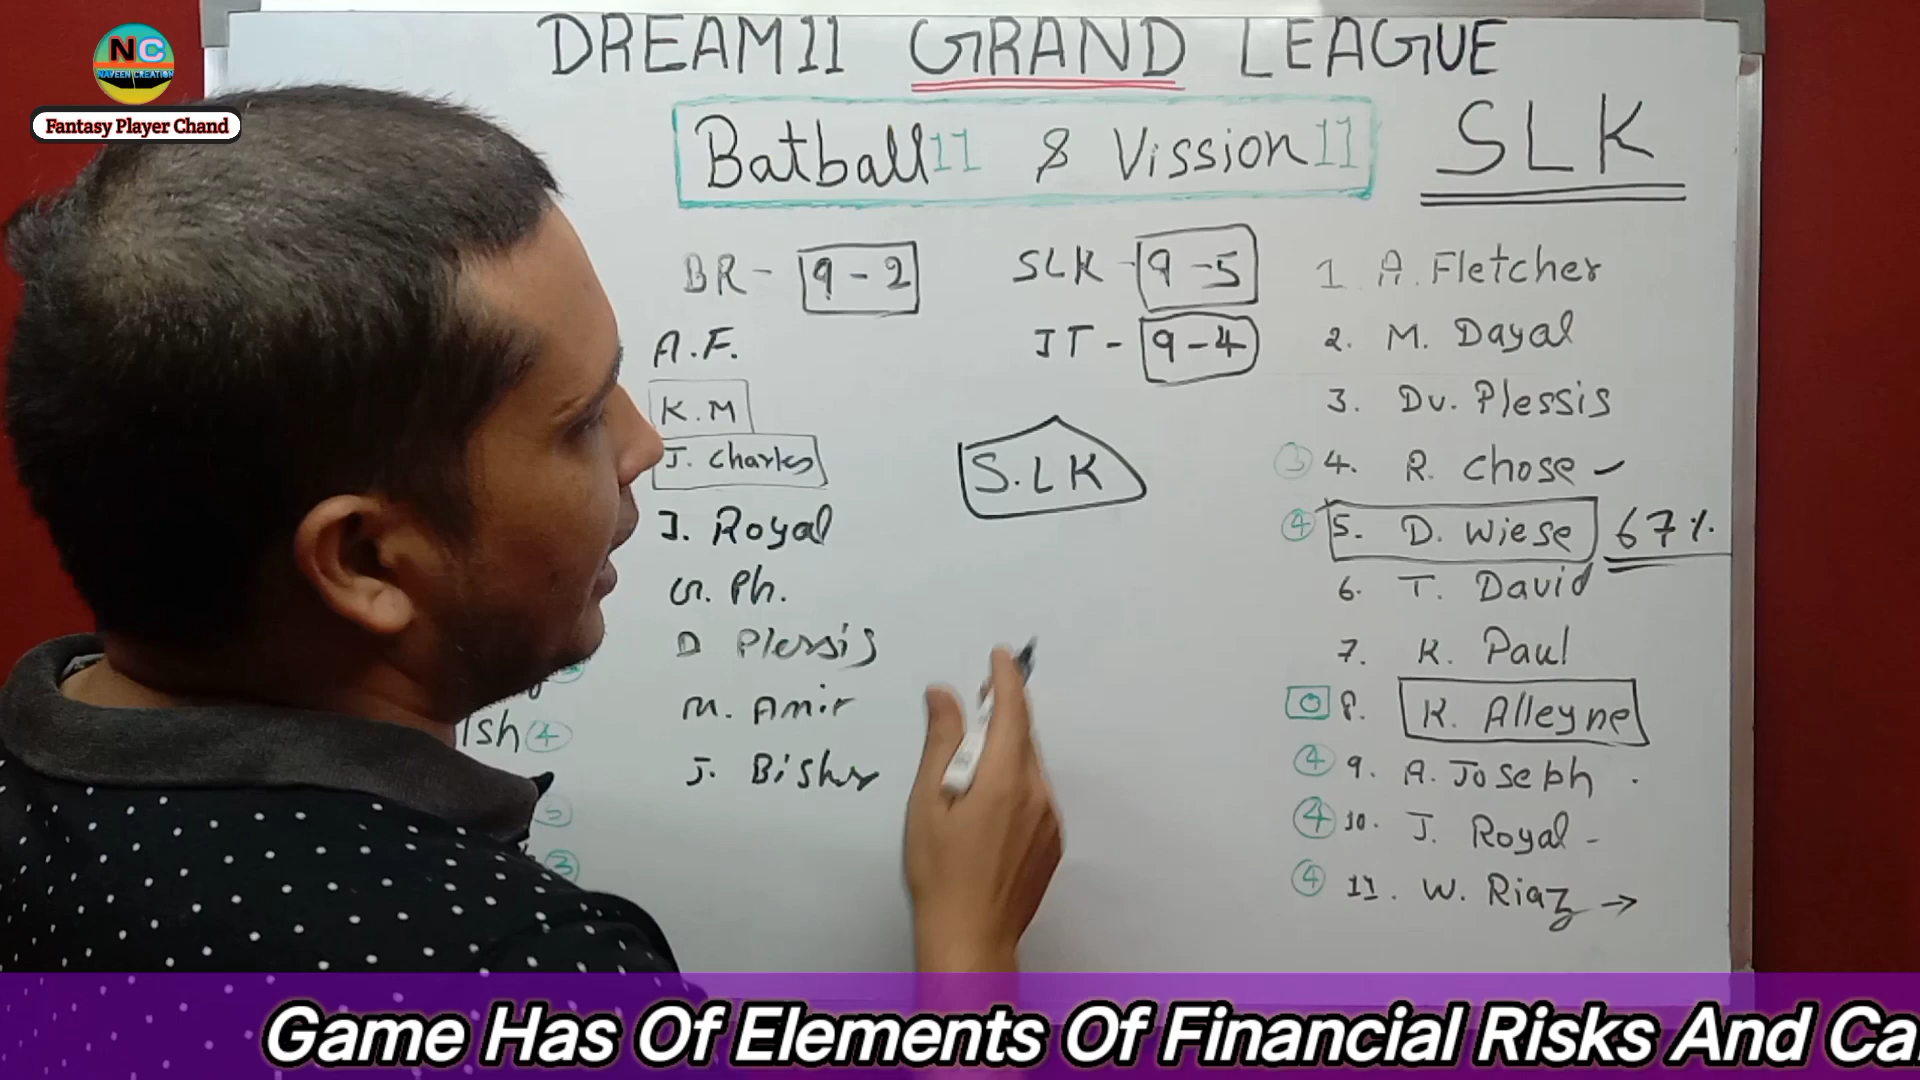 NC
NAVEEN CREATION
Fantasy Player Chand
DREAM11 GRAND LEAGUE
Batball11 & Vission11
SLK
BR - 9-2
SLK - 9-5
JT - 9-4
A.F.
K.M
J. Charles
J. Royal
G. Ph.
D Plessis
M. Amir
J. Bishr
S.LK
1. A. Fletcher
2. M. Dayal
3. Du. Plessis
③ 4. R. Chose
④ 5. D. Wiese 67%
6. T. David
7. K. Paul
0 8. K. Alleyne
④ 9. A. Joseph
④ 10. J. Royal -
④ 11. W. Riaz →
ish ④
③
Game Has Of Elements Of Financial Risks And Ca